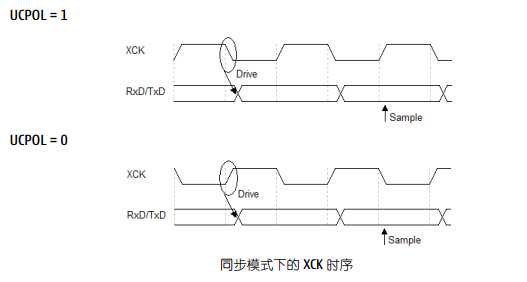 UCPOL = 1
XCK
Drive
RxD/TxD
Sample
UCPOL = 0
XCK
Drive
RxD/TxD
Sample
同步模式下的 XCK 时序